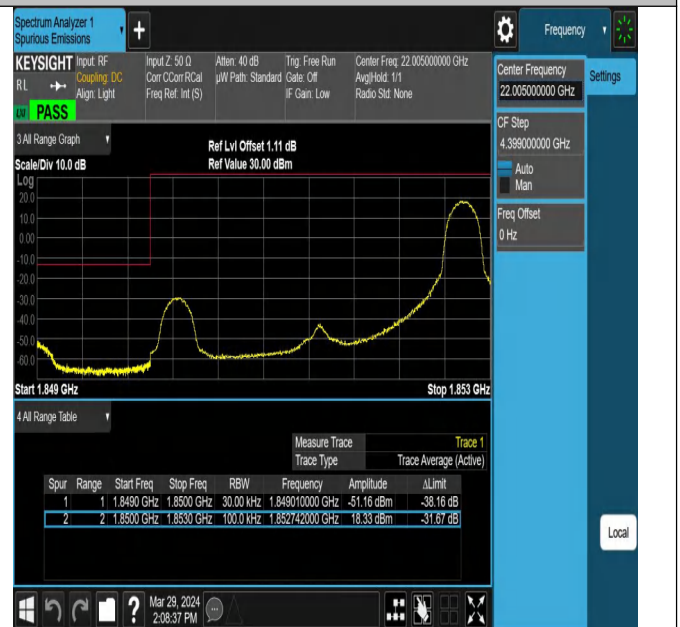 Spectrum Analyzer 1
Spurious Emissions
+
Frequency
KEYSIGHT Input: RF Input Z: 50 Ω Atten: 40 dB Trig: Free Run Center Freq: 22.005000000 GHz
RL Coupling: DC Corr CCorr RCal µW Path: Standard Gate: Off Avg|Hold: 1/1
Align: Light Freq Ref: Int (S) IF Gain: Low Radio Std: None
PASS
Center Frequency
22.005000000 GHz
Settings
CF Step
4.399000000 GHz
Auto
Man
Freq Offset
0 Hz
3 All Range Graph
Ref Lvl Offset 1.11 dB
Scale/Div 10.0 dB Ref Value 30.00 dBm
Log
20.0
10.0
0.00
-10.0
-20.0
-30.0
-40.0
-50.0
-60.0
Start 1.849 GHz Stop 1.853 GHz
4 All Range Table
Measure Trace Trace 1
Trace Type Trace Average (Active)
Spur Range Start Freq Stop Freq RBW Frequency Amplitude ΔLimit
1 1 1.8490 GHz 1.8500 GHz 30.00 kHz 1.849010000 GHz -51.16 dBm -38.16 dB
2 2 1.8500 GHz 1.8530 GHz 100.0 kHz 1.852742000 GHz 18.33 dBm -31.67 dB
Local
? Mar 29, 2024
2:08:37 PM